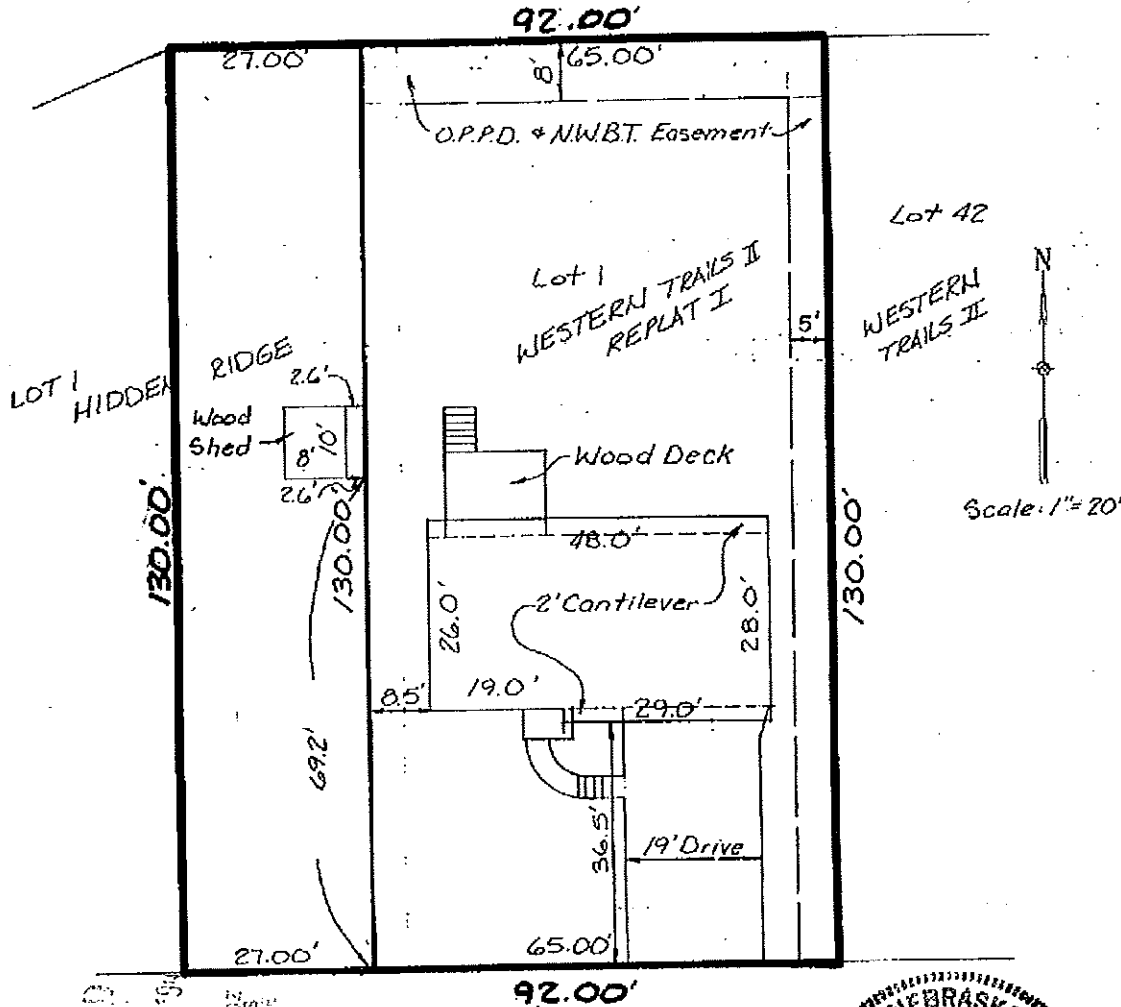 92.00'
27.00'
65.00'
8'
O.P.P.D. & N.W.B.T. Easement
Lot 42
WESTERN
TRAILS II
N
Scale: 1"= 20'
Lot 1
WESTERN TRAILS II
REPLAT I
5'
LOT 1
HIDDEN RIDGE
2.6'
Wood
Shed
8'
10'
2.6'
Wood Deck
130.00'
130.00'
130.00'
48.0'
26.0'
2' Cantilever
28.0'
8.5'
19.0'
29.0'
69.2'
36.5'
19' Drive
27.00'
65.00'
92.00'
NEBRASKA